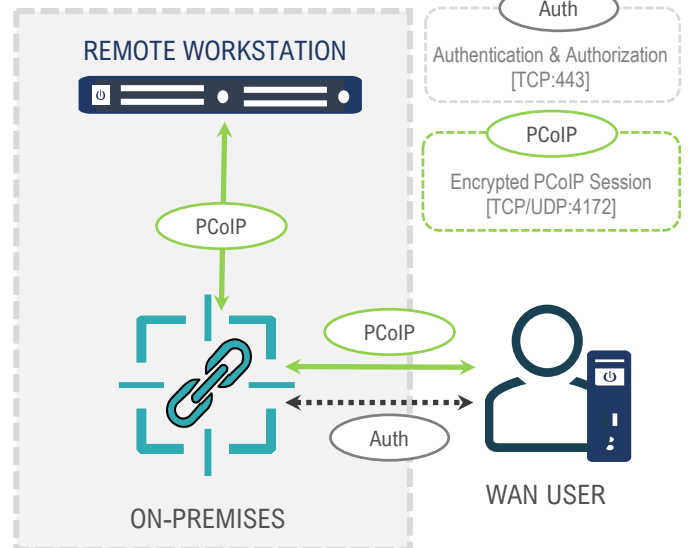 Auth
Authentication & Authorization
[TCP:443]
REMOTE WORKSTATION
PCoIP
Encrypted PCoIP Session
[TCP/UDP:4172]
PCoIP
PCoIP
Auth
WAN USER
ON-PREMISES